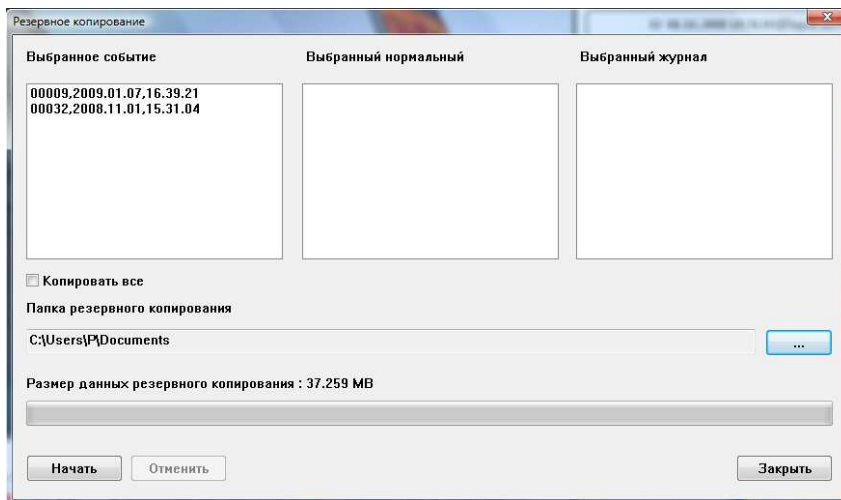 Резервное копирование
Выбранное событие
Выбранный нормальный
Выбранный журнал
00009,2009.01.07,16.39.21
00032,2008.11.01,15.31.04
Копировать все
Папка резервного копирования
C:\Users\P\Documents
...
Размер данных резервного копирования : 37.259 MB
Начать
Отменить
Закрыть